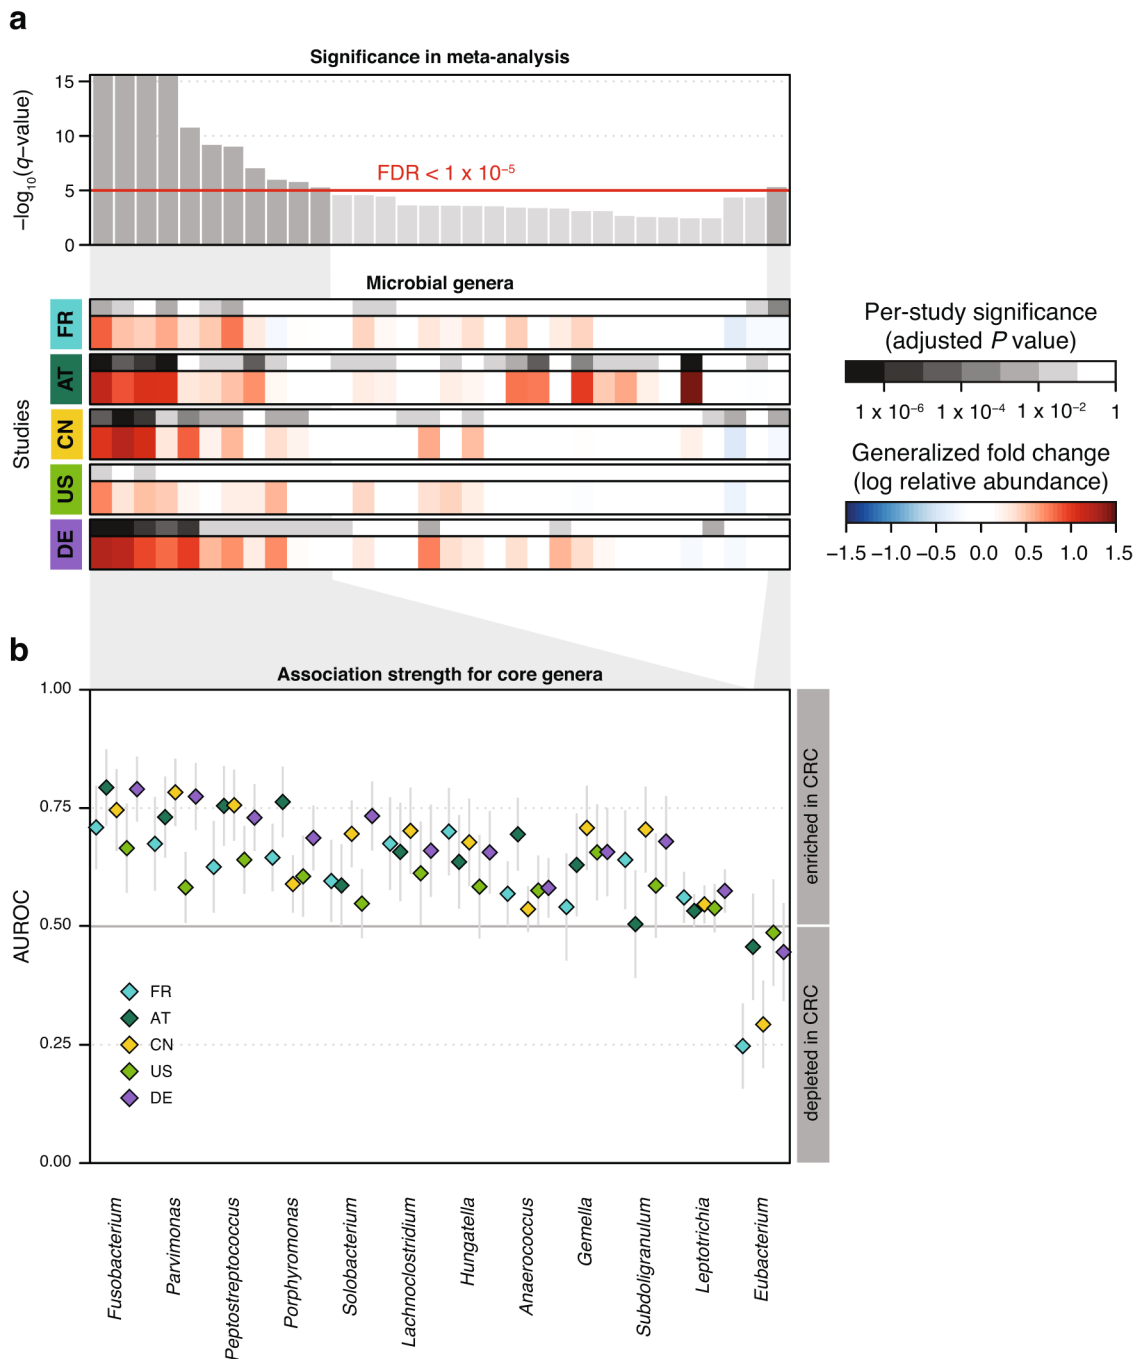 a
Significance in meta-analysis
−log10(q−value)
15
10
5
0
FDR < 1 x 10−5
Microbial genera
Studies
FR
AT
CN
US
DE
Per-study significance
(adjusted P value)
1 x 10−6 1 x 10−4 1 x 10−2 1
Generalized fold change
(log relative abundance)
−1.5 −1.0 −0.5 0.0 0.5 1.0 1.5
b
Association strength for core genera
AUROC
1.00
0.75
0.50
0.25
0.00
enriched in CRC
depleted in CRC
FR
AT
CN
US
DE
Fusobacterium
Parvimonas
Peptostreptococcus
Porphyromonas
Solobacterium
Lachnoclostridium
Hungatella
Anaerococcus
Gemella
Subdoligranulum
Leptotrichia
Eubacterium